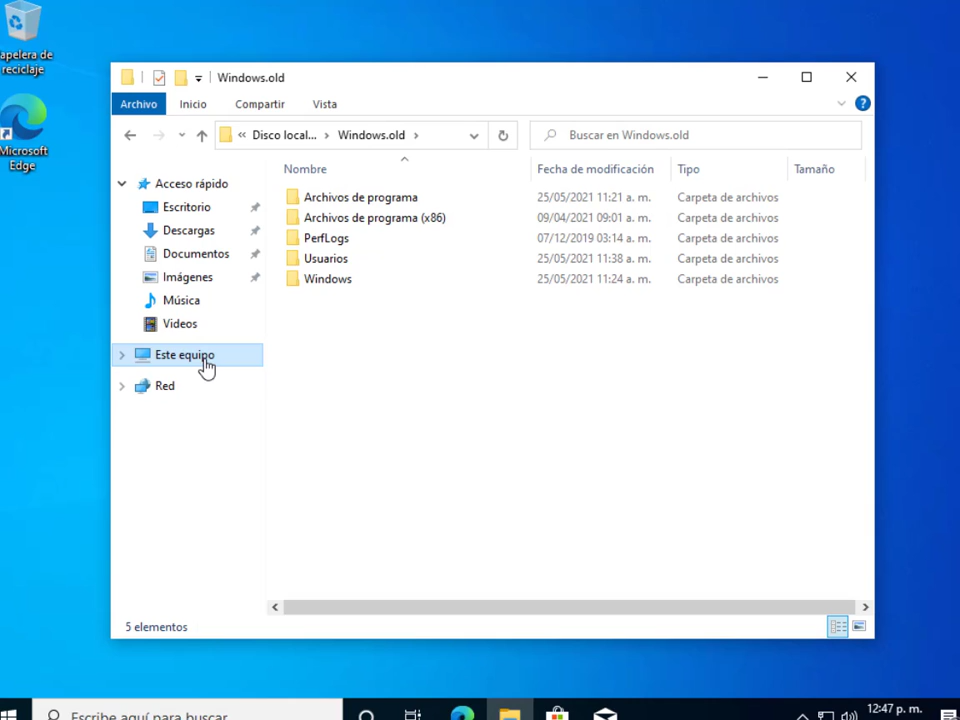 apelera de
reciclaje
Microsoft
Edge
Windows.old
Archivo Inicio Compartir Vista
« Disco local... › Windows.old ›
Buscar en Windows.old
Nombre Fecha de modificación Tipo Tamaño
Acceso rápido
Escritorio
Descargas
Documentos
Imágenes
Música
Videos
Este equipo
Red
Archivos de programa 25/05/2021 11:21 a. m. Carpeta de archivos
Archivos de programa (x86) 09/04/2021 09:01 a. m. Carpeta de archivos
PerfLogs 07/12/2019 03:14 a. m. Carpeta de archivos
Usuarios 25/05/2021 11:38 a. m. Carpeta de archivos
Windows 25/05/2021 11:24 a. m. Carpeta de archivos
5 elementos
Escribe aquí para buscar
12:47 p. m.